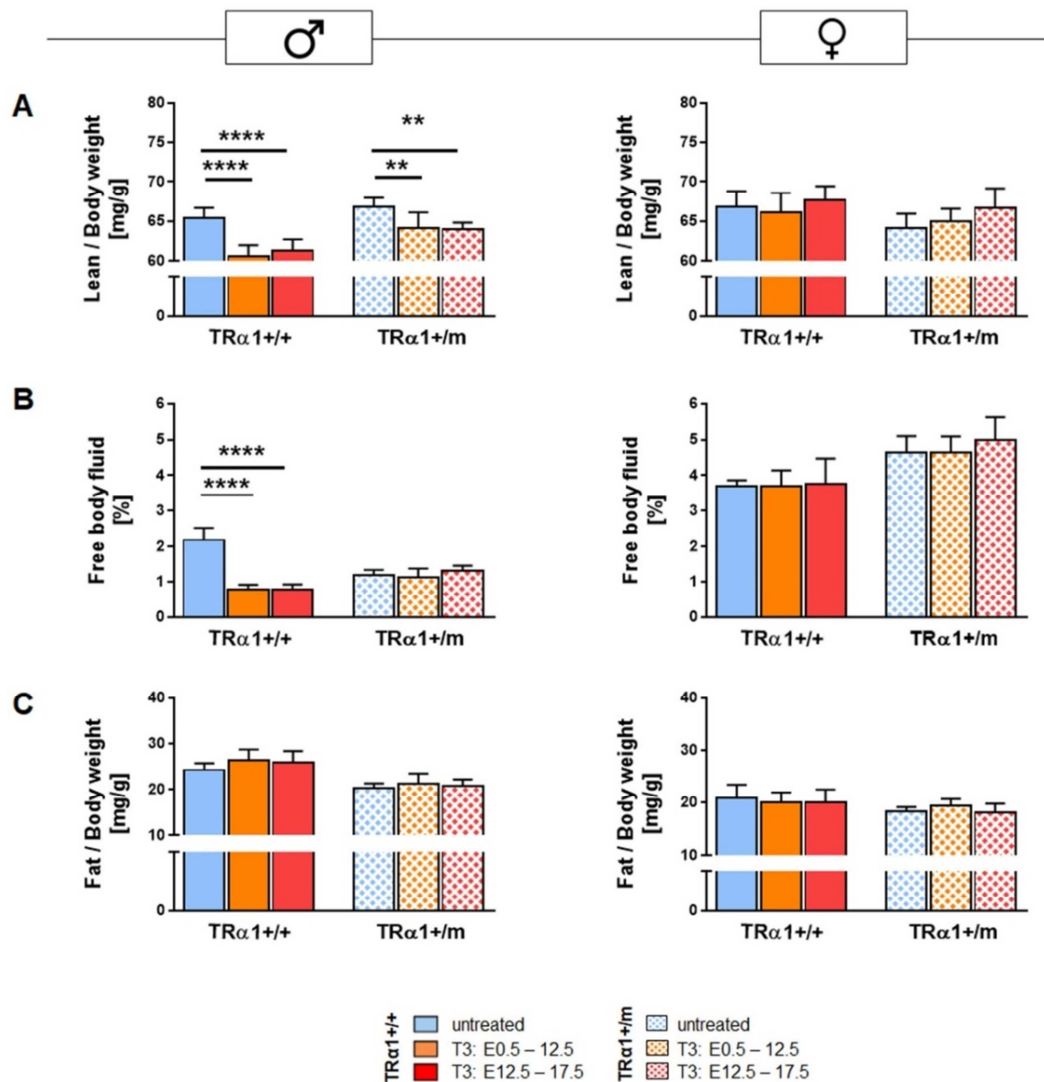 ♂ ♀
A
Lean / Body weight
[mg/g]
80
75
70
65
60
0
****
****
**
**
TRα1+/+ TRα1+/m
Lean / Body weight
[mg/g]
80
75
70
65
60
0
TRα1+/+ TRα1+/m
B
Free body fluid
[%]
6
5
4
3
2
1
0
****
****
TRα1+/+ TRα1+/m
Free body fluid
[%]
6
5
4
3
2
1
0
TRα1+/+ TRα1+/m
C
Fat / Body weight
[mg/g]
40
30
20
10
0
TRα1+/+ TRα1+/m
Fat / Body weight
[mg/g]
40
30
20
10
0
TRα1+/+ TRα1+/m
TRα1+/+
untreated
T3: E0.5 – 12.5
T3: E12.5 – 17.5
TRα1+/m
untreated
T3: E0.5 – 12.5
T3: E12.5 – 17.5